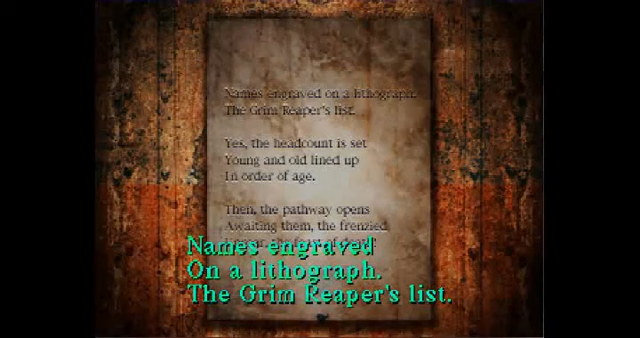 Names engraved on a lithograph.
The Grim Reaper's list.
Yes, the headcount is set
Young and old lined up
In order of age.
Then, the pathway opens
Awaiting them, the frenzied
Names engraved
On a lithograph.
The Grim Reaper's list.